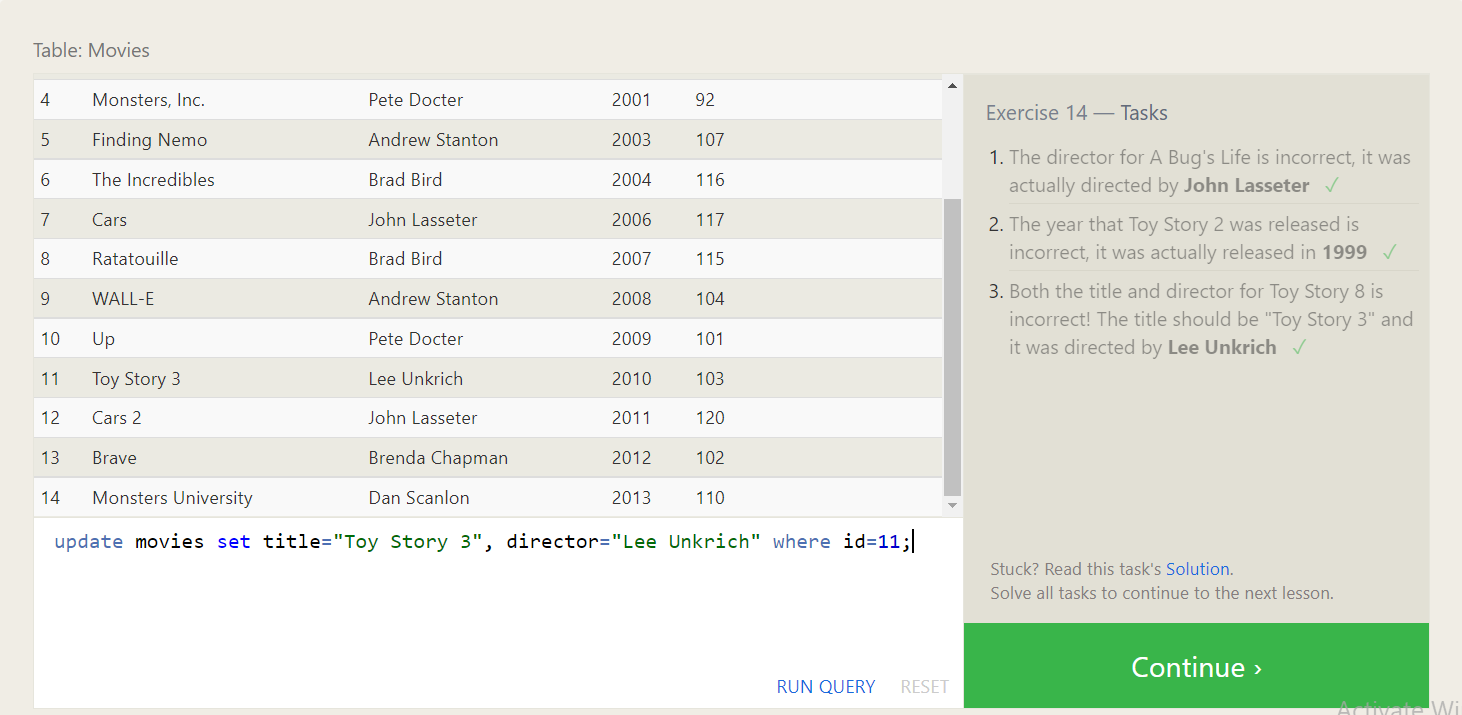 Table: Movies
4 Monsters, Inc. Pete Docter 2001 92
5 Finding Nemo Andrew Stanton 2003 107
6 The Incredibles Brad Bird 2004 116
7 Cars John Lasseter 2006 117
8 Ratatouille Brad Bird 2007 115
9 WALL-E Andrew Stanton 2008 104
10 Up Pete Docter 2009 101
11 Toy Story 3 Lee Unkrich 2010 103
12 Cars 2 John Lasseter 2011 120
13 Brave Brenda Chapman 2012 102
14 Monsters University Dan Scanlon 2013 110
update movies set title="Toy Story 3", director="Lee Unkrich" where id=11;
RUN QUERY RESET
Exercise 14 — Tasks
1. The director for A Bug's Life is incorrect, it was
actually directed by John Lasseter ✓
2. The year that Toy Story 2 was released is
incorrect, it was actually released in 1999 ✓
3. Both the title and director for Toy Story 8 is
incorrect! The title should be "Toy Story 3" and
it was directed by Lee Unkrich ✓
Stuck? Read this task's Solution.
Solve all tasks to continue to the next lesson.
Continue ›
Activate Wi